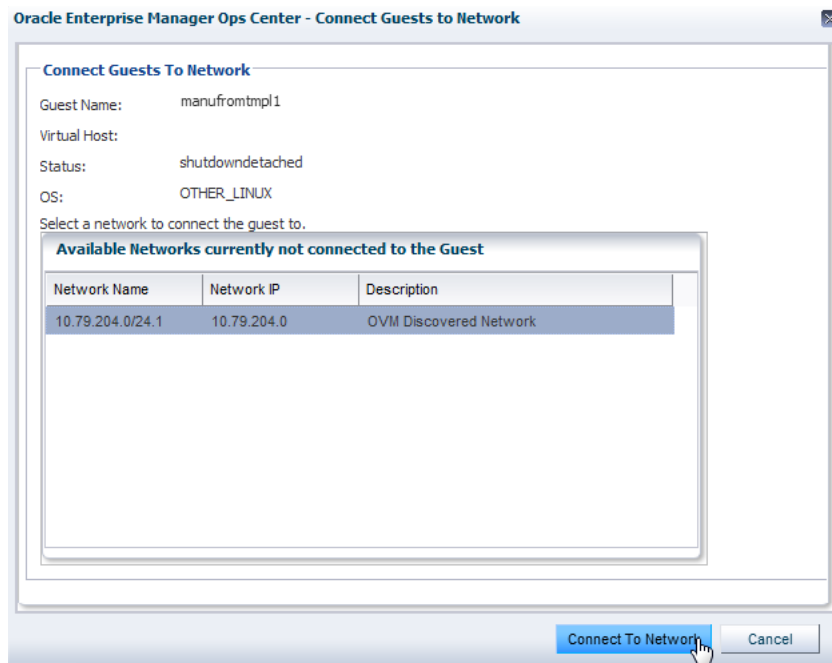 Oracle Enterprise Manager Ops Center - Connect Guests to Network
Connect Guests To Network
Guest Name: manufromtmpl1
Virtual Host:
Status: shutdowndetached
OS: OTHER_LINUX
Select a network to connect the guest to.
Available Networks currently not connected to the Guest
Network Name Network IP Description
10.79.204.0/24.1 10.79.204.0 OVM Discovered Network
Connect To Network Cancel